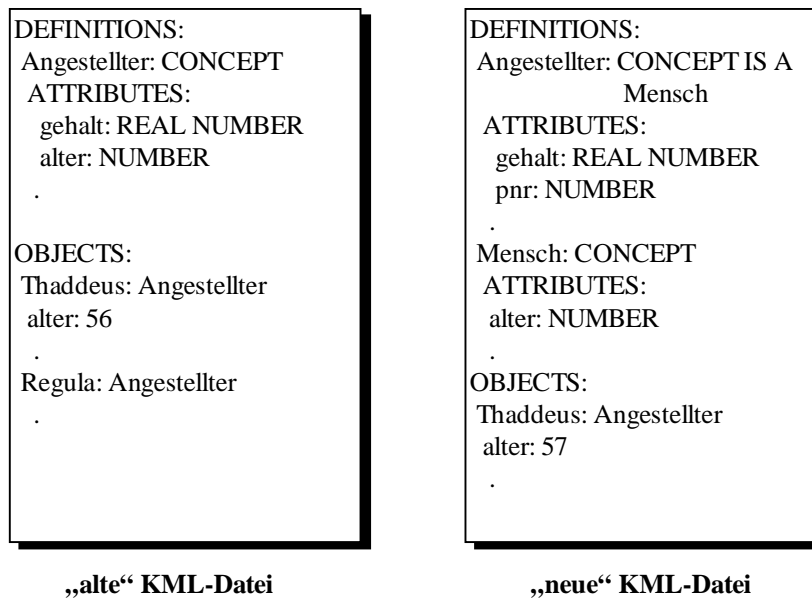 DEFINITIONS:
Angestellter: CONCEPT
ATTRIBUTES:
gehalt: REAL NUMBER
alter: NUMBER
.
OBJECTS:
Thaddeus: Angestellter
alter: 56
.
Regula: Angestellter
.
„alte“ KML-Datei
DEFINITIONS:
Angestellter: CONCEPT IS A
Mensch
ATTRIBUTES:
gehalt: REAL NUMBER
pnr: NUMBER
.
Mensch: CONCEPT
ATTRIBUTES:
alter: NUMBER
.
OBJECTS:
Thaddeus: Angestellter
alter: 57
.
„neue“ KML-Datei